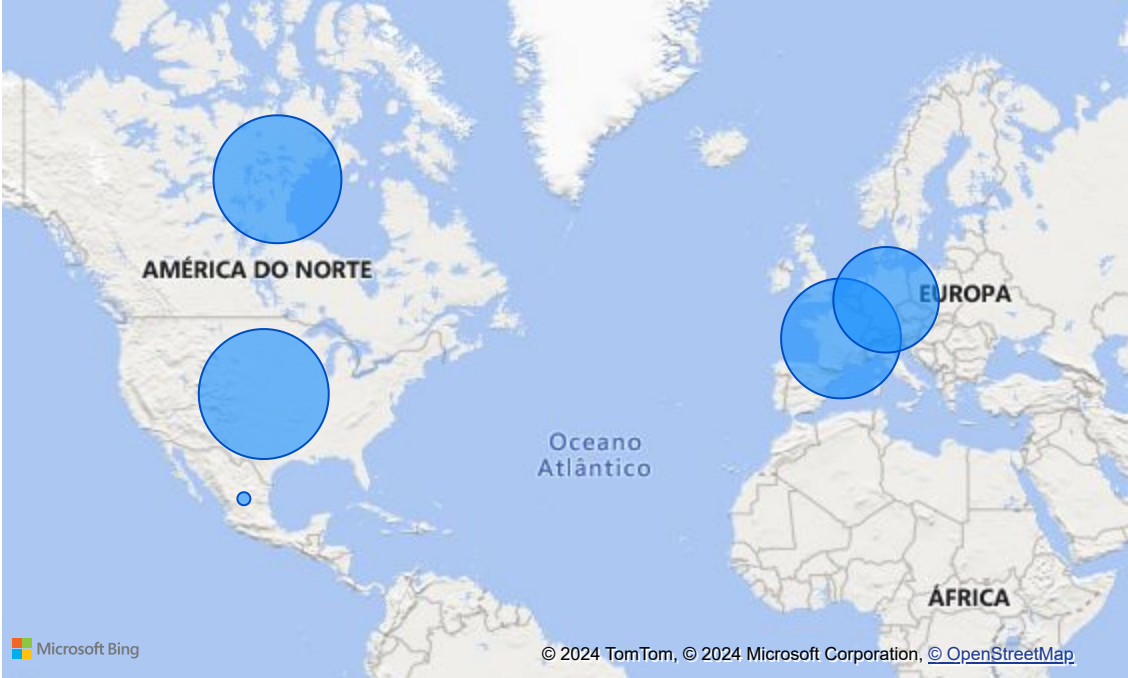 AMÉRICA DO NORTE
EUROPA
Oceano
Atlântico
ÁFRICA
Microsoft Bing
© 2024 TomTom, © 2024 Microsoft Corporation, © OpenStreetMap